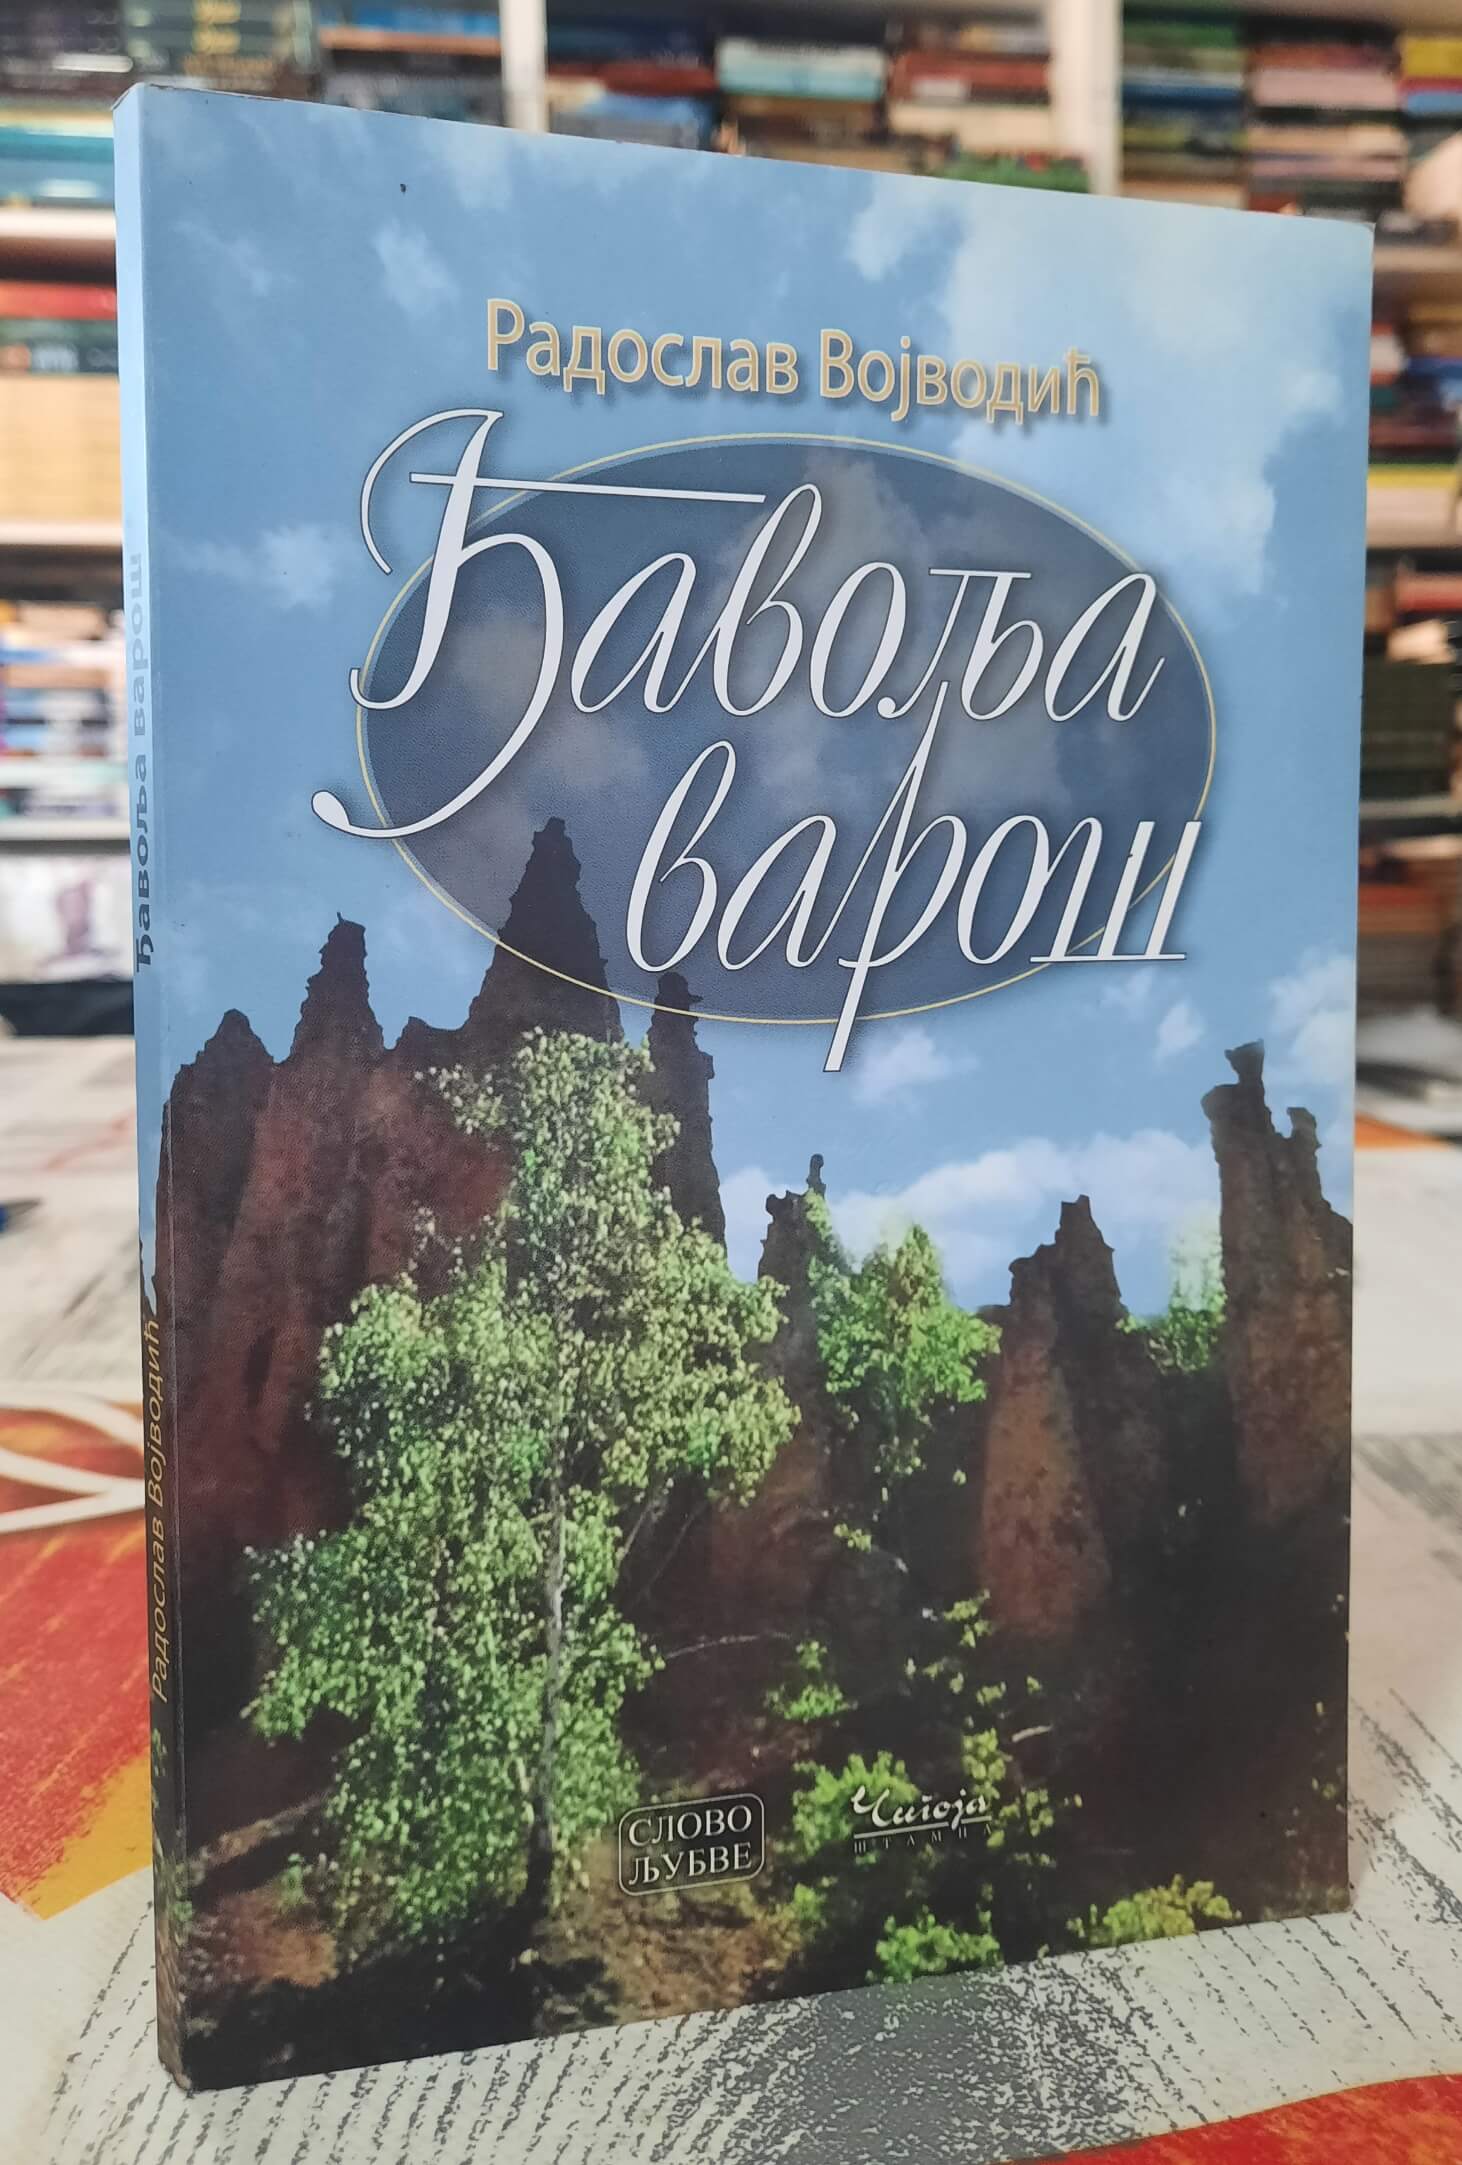 Радослав Војводић
Ђавоља
варош
СЛОВО
ЉУБВЕ
Чигоја
ШТАМПА
Ђавоља варош
Радослав Војводић